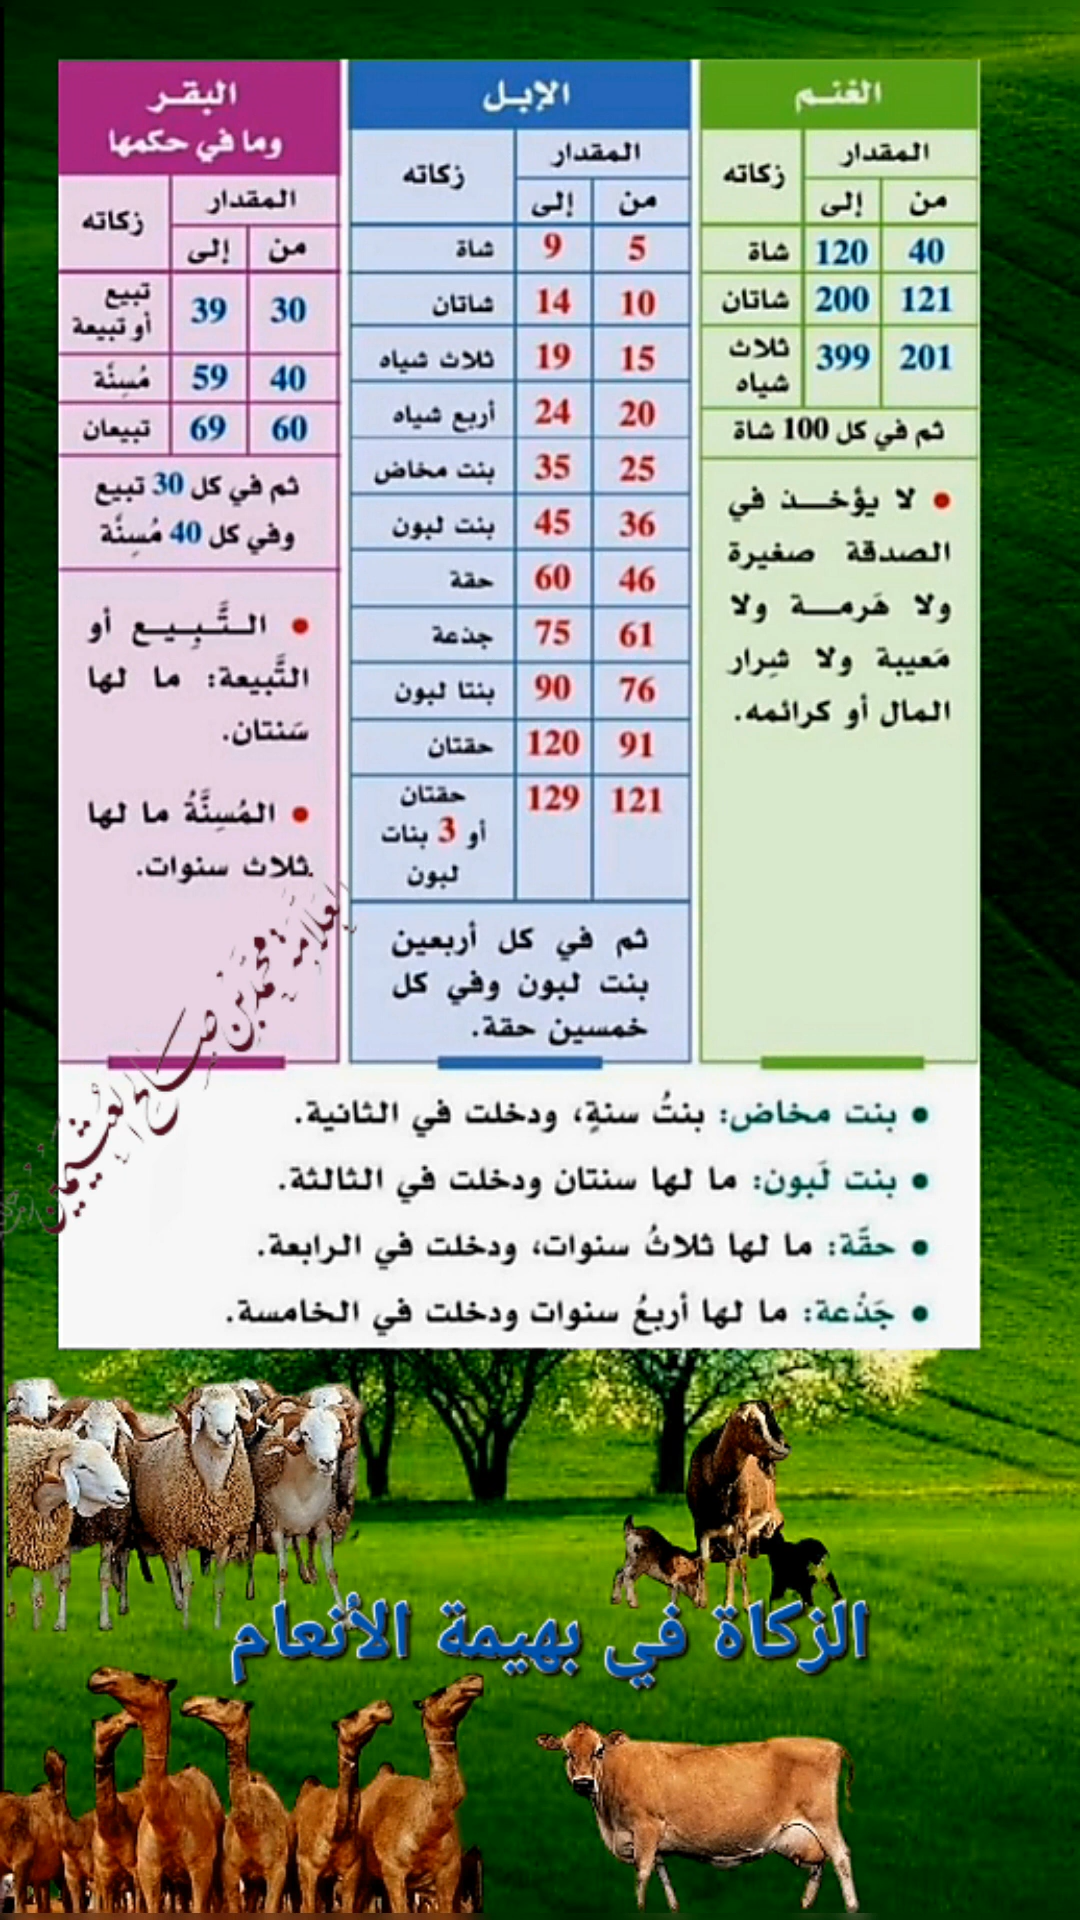 الغنم
المقدار زكاته
من إلى
40 120 شاة
121 200 شاتان
201 399 ثلاث
شياه
ثم في كل 100 شاة
• لا يؤخذ في
الصدقة صغيرة
ولا هَرمة ولا
مَعيبة ولا شِرار
المال أو كرائمه.
الإبل
المقدار زكاته
من إلى
5 9 شاة
10 14 شاتان
15 19 ثلاث شياه
20 24 أربع شياه
25 35 بنت مخاض
36 45 بنت لبون
46 60 حقة
61 75 جذعة
76 90 بنتا لبون
91 120 حقتان
121 129 حقتان
أو 3 بنات
لبون
ثم في كل أربعين
بنت لبون وفي كل
خمسين حقة.
البقر
وما في حكمها
المقدار زكاته
من إلى
30 39 تبيع
أو تبيعة
40 59 مُسِنَّة
60 69 تبيعان
ثم في كل 30 تبيع
وفي كل 40 مُسِنَّة
• التَّبِيع أو
التَّبيعة: ما لها
سَنتان.
• المُسِنَّةُ ما لها
ثلاث سنوات.
العلامة محمد بن صالح العثيمين
• بنت مخاض: بنتُ سنةٍ، ودخلت في الثانية.
• بنت لَبون: ما لها سنتان ودخلت في الثالثة.
• حقَّة: ما لها ثلاثُ سنوات، ودخلت في الرابعة.
• جَذْعة: ما لها أربعُ سنوات ودخلت في الخامسة.
الزكاة في بهيمة الأنعام